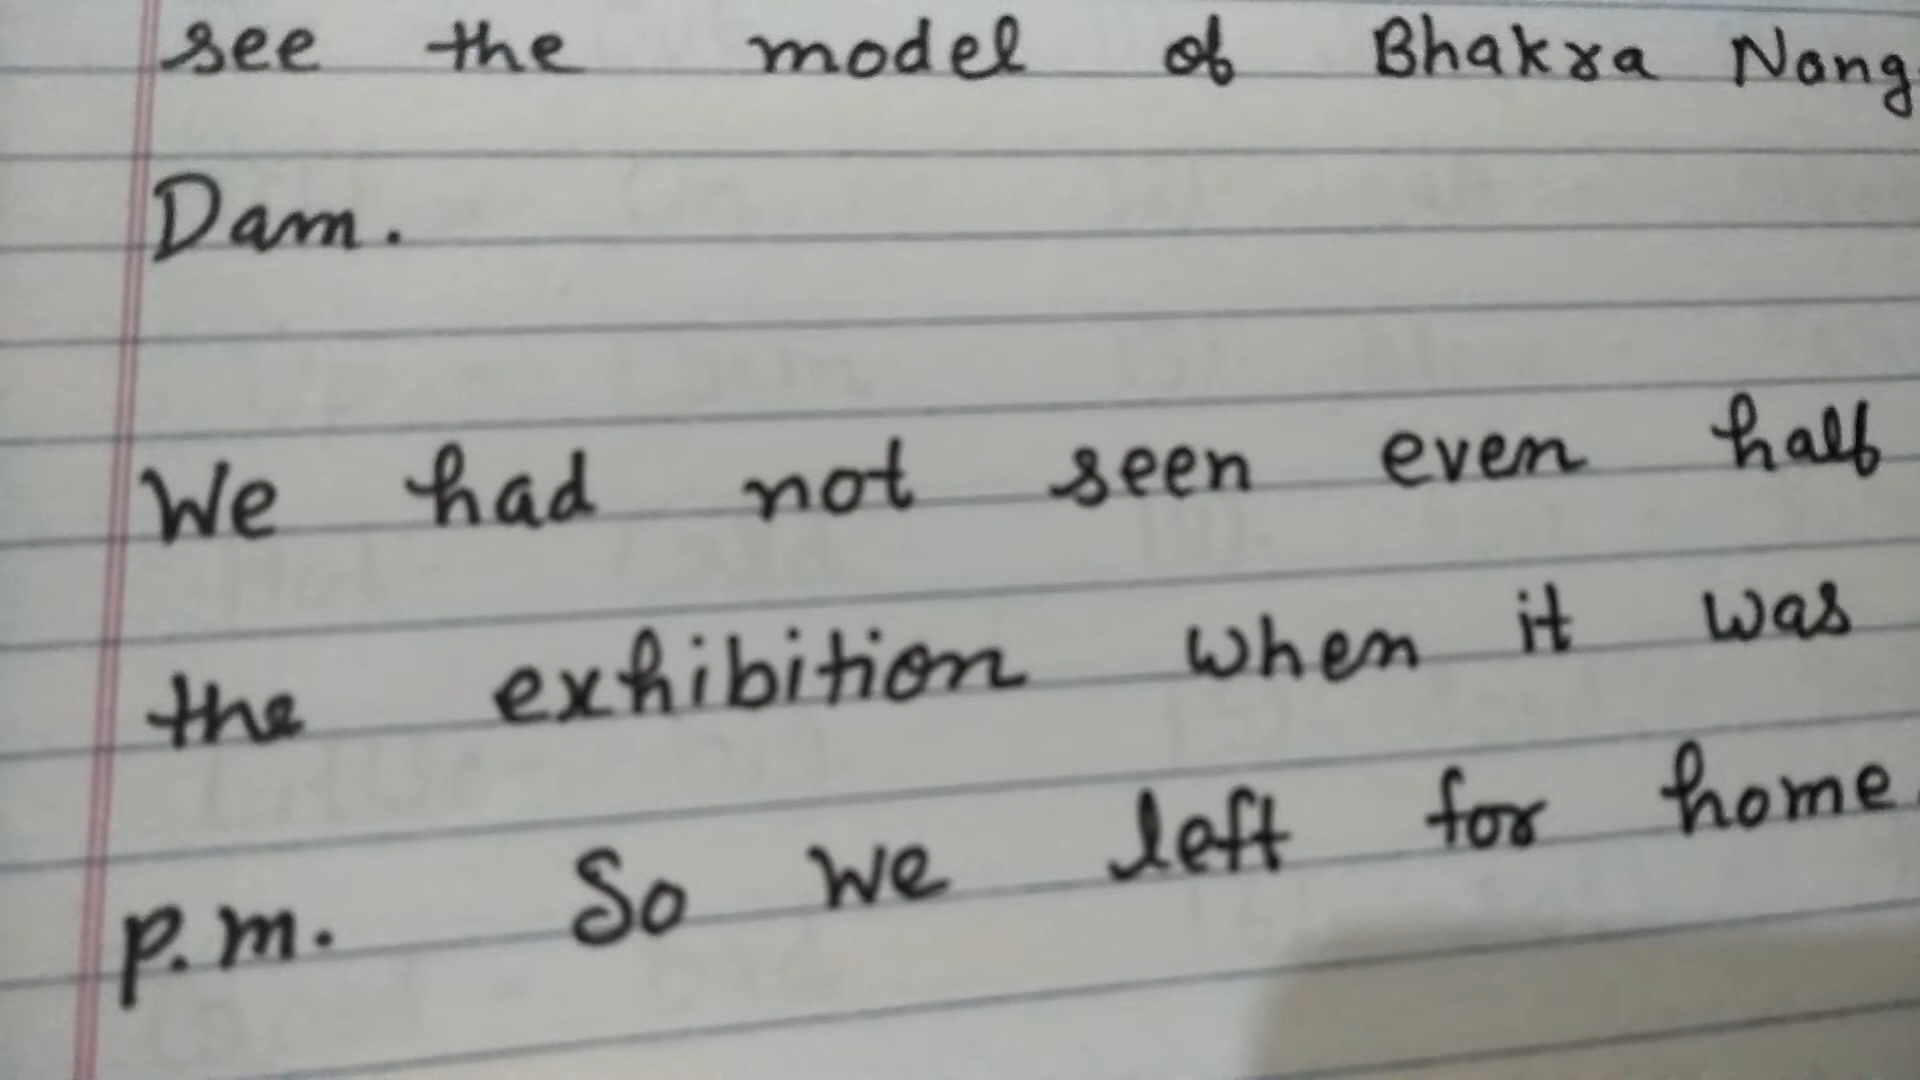 see the model of Bhakra Nang
Dam.
We had not seen even half
the exhibition when it was
p.m. So we left for home.